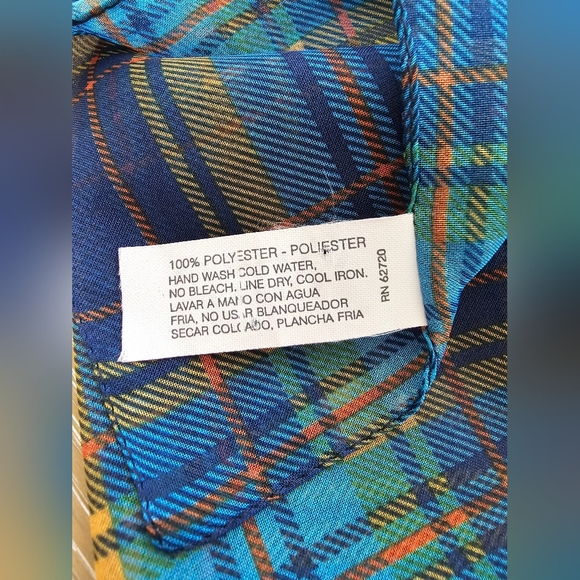 100% POLYESTER - POLIESTER
HAND WASH COLD WATER,
NO BLEACH. LINE DRY, COOL IRON.
LAVAR A MANO CON AGUA
FRIA, NO USAR BLANQUEADOR
SECAR COLGADO, PLANCHA FRIA
RN 62720